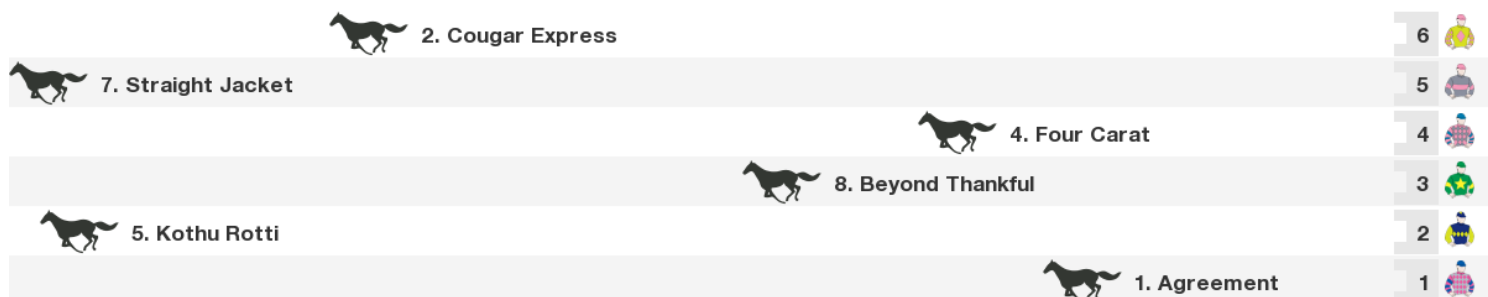 2. Cougar Express 6
7. Straight Jacket 5
4. Four Carat 4
8. Beyond Thankful 3
5. Kothu Rotti 2
1. Agreement 1